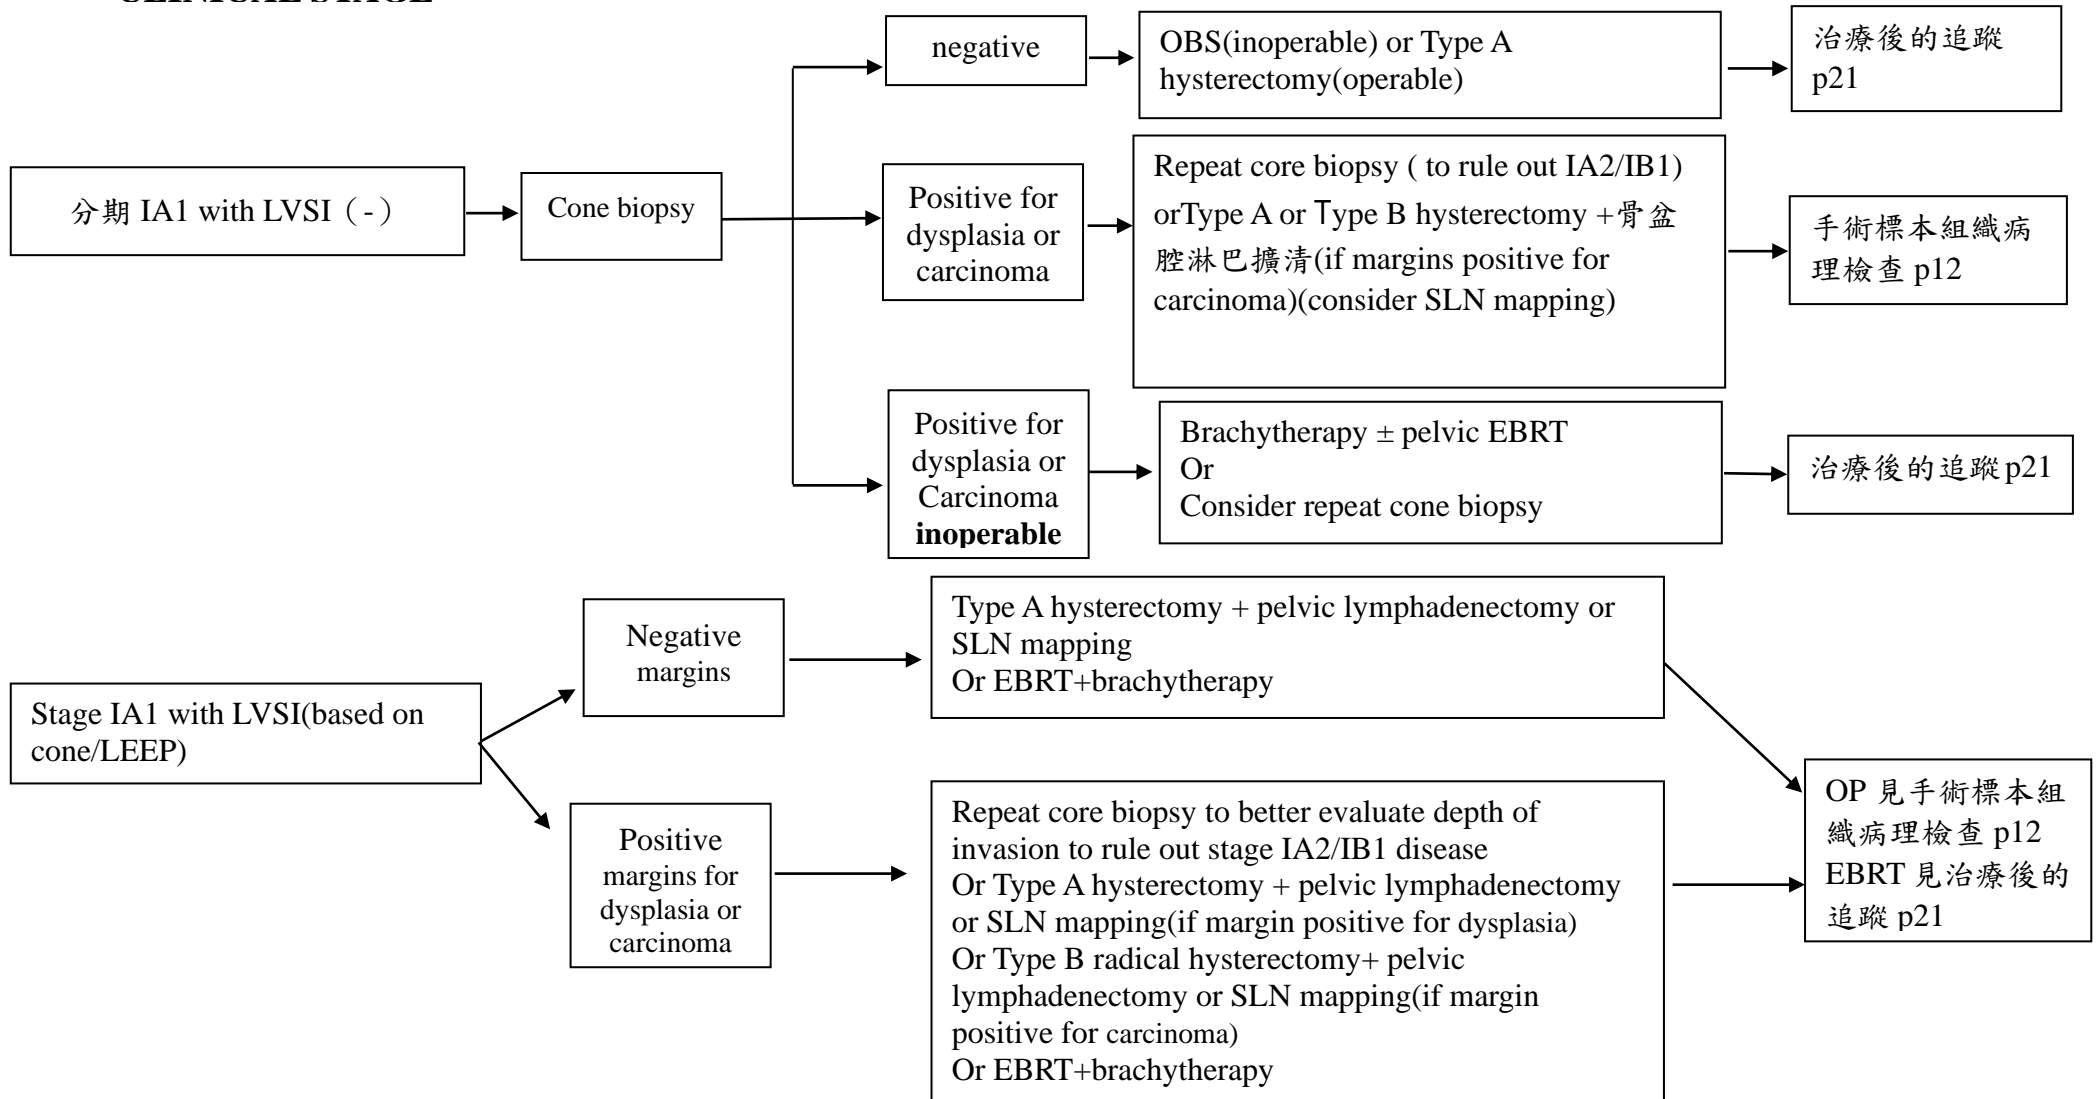 CLINICAL STAGE
negative
OBS(inoperable) or Type A
hysterectomy(operable)
治療後的追蹤
p21
分期 IA1 with LVSI（-）
Cone biopsy
Positive for
dysplasia or
carcinoma
Repeat core biopsy ( to rule out IA2/IB1)
orType A or Type B hysterectomy +骨盆
腔淋巴擴清(if margins positive for
carcinoma)(consider SLN mapping)
手術標本組織病
理檢查 p12
Positive for
dysplasia or
Carcinoma
inoperable
Brachytherapy ± pelvic EBRT
Or
Consider repeat cone biopsy
治療後的追蹤p21
Stage IA1 with LVSI(based on
cone/LEEP)
Negative
margins
Type A hysterectomy + pelvic lymphadenectomy or
SLN mapping
Or EBRT+brachytherapy
Positive
margins for
dysplasia or
carcinoma
Repeat core biopsy to better evaluate depth of
invasion to rule out stage IA2/IB1 disease
Or Type A hysterectomy + pelvic lymphadenectomy
or SLN mapping(if margin positive for dysplasia)
Or Type B radical hysterectomy+ pelvic
lymphadenectomy or SLN mapping(if margin
positive for carcinoma)
Or EBRT+brachytherapy
OP 見手術標本組
織病理檢查 p12
EBRT 見治療後的
追蹤 p21